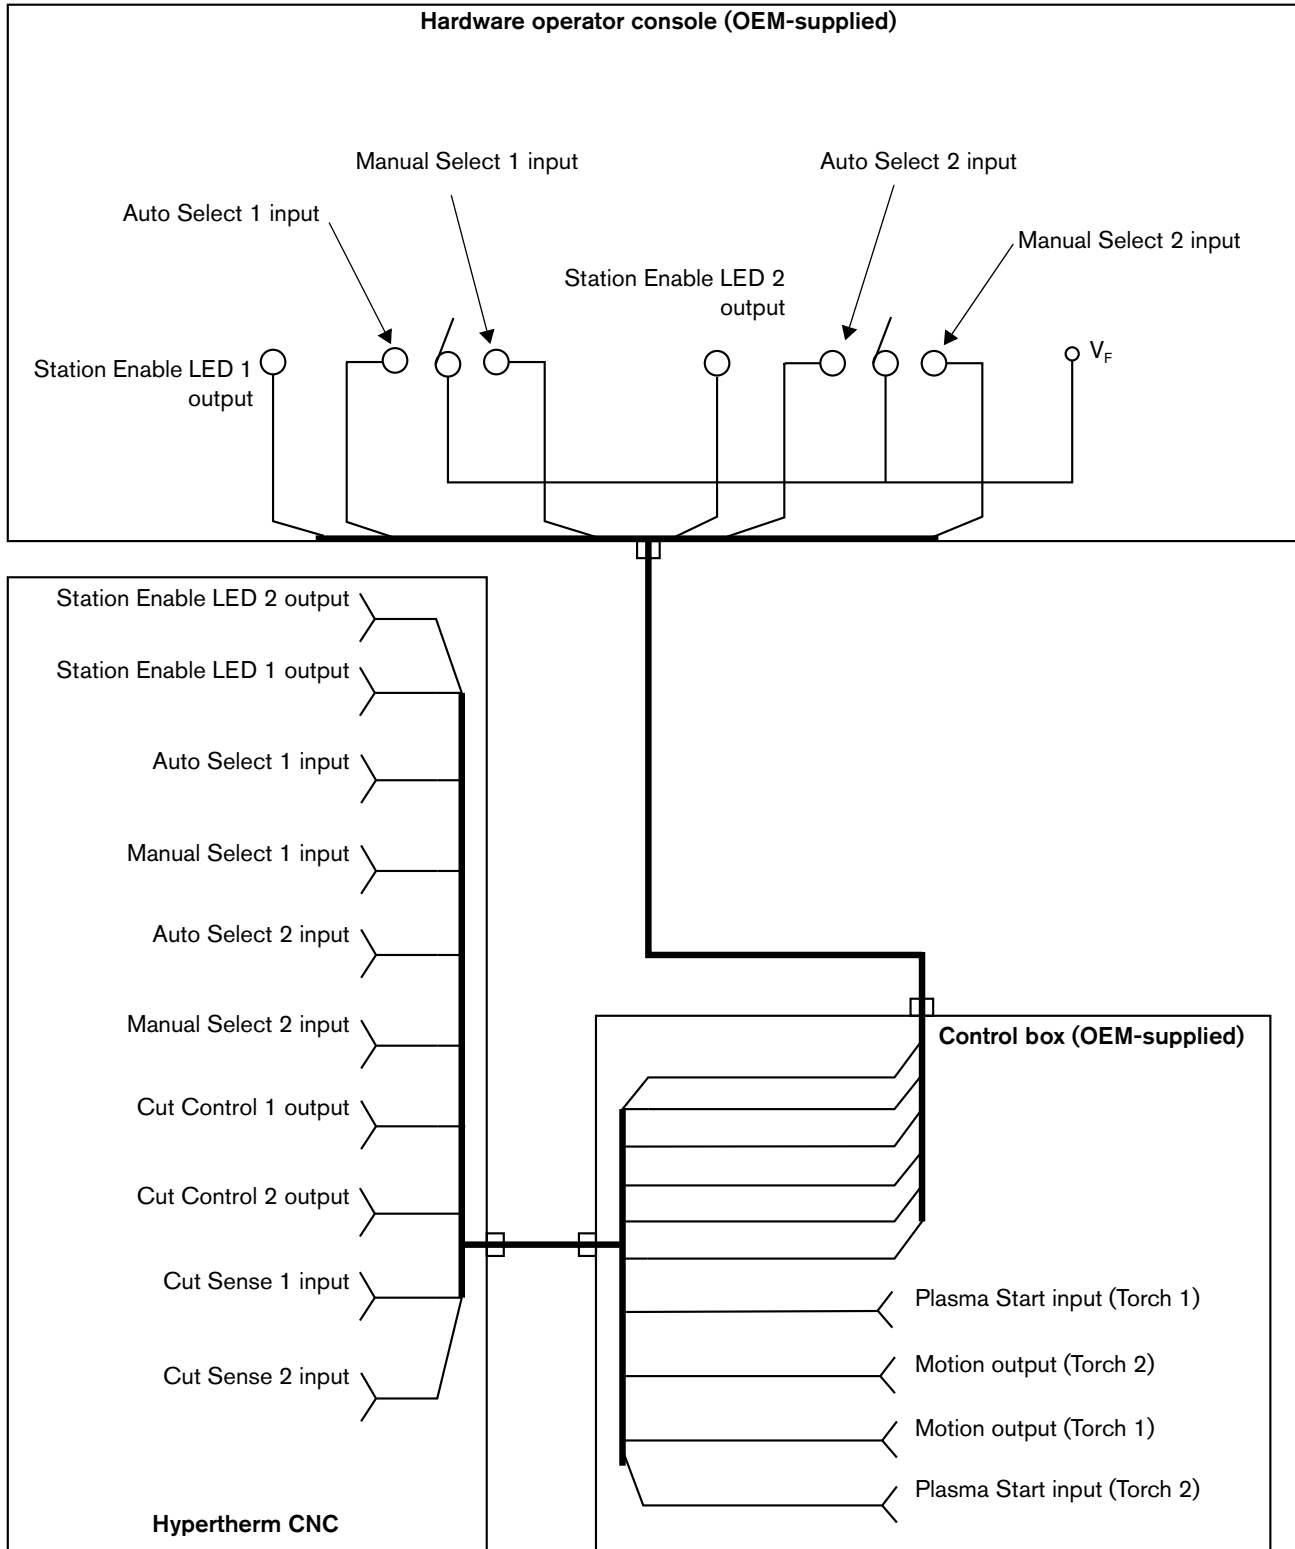 Hardware operator console (OEM-supplied)
Manual Select 1 input
Auto Select 2 input
Auto Select 1 input
Manual Select 2 input
Station Enable LED 2
output
Station Enable LED 1
output
VF
Station Enable LED 2 output
Station Enable LED 1 output
Auto Select 1 input
Manual Select 1 input
Auto Select 2 input
Manual Select 2 input
Cut Control 1 output
Cut Control 2 output
Cut Sense 1 input
Cut Sense 2 input
Hypertherm CNC
Control box (OEM-supplied)
Plasma Start input (Torch 1)
Motion output (Torch 2)
Motion output (Torch 1)
Plasma Start input (Torch 2)